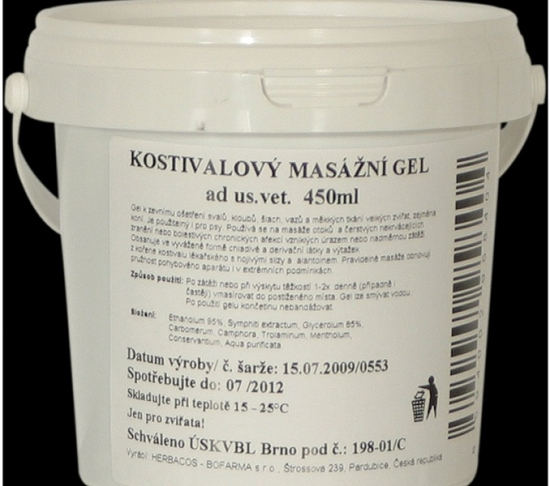 KOSTIVALOVÝ MASÁŽNÍ GEL
ad us.vet. 450ml
Gel k zevnímu ošetření svalů, kloubů, šlach, vazů a měkkých tkání velkých zvířat, zejména
koní. Je použitelný i pro psy. Používá se na masáže otoků a čerstvých nekrvácejících
zranění nebo bolestivých chronických afekcí vzniklých úrazem nebo nadměrnou zátěží.
Obsahuje ve vyvážené formě chladivé a derivační látky a výtažek
z kořene kostivalu lékařského s hojivými slizy a alantoinem. Pravidelné masáže obnovují
pružnost pohybového aparátu i v extrémních podmínkách.
Způsob použití: Po zátěži nebo při výskytu těžkostí 1-2x denně (případně i
častěji) vmasírovat do postiženého místa. Gel lze smývat vodou.
Po použití gelu končetinu nebandážovat.
Složení: Ethanolum 95%, Symphiti extractum, Glycerolum 85%,
Carbomerum, Camphora, Trolaminum, Mentholum,
Conservantium, Aqua purificata
Datum výroby/ č. šarže: 15.07.2009/0553
Spotřebujte do: 07 /2012
Skladujte při teplotě 15 – 25°C
Jen pro zvířata!
Schváleno ÚSKVBL Brno pod č.: 198-01/C
Vyrábí: HERBACOS - BOFARMA s.r.o., Štrossova 239, Pardubice, Česká republika